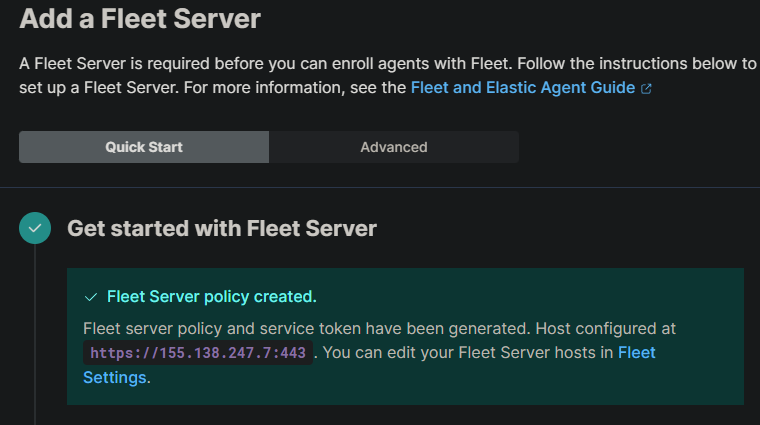 Add a Fleet Server
A Fleet Server is required before you can enroll agents with Fleet. Follow the instructions below to
set up a Fleet Server. For more information, see the Fleet and Elastic Agent Guide
Quick Start
Advanced
Get started with Fleet Server
Fleet Server policy created.
Fleet server policy and service token have been generated. Host configured at
https://155.138.247.7:443 . You can edit your Fleet Server hosts in Fleet
Settings.